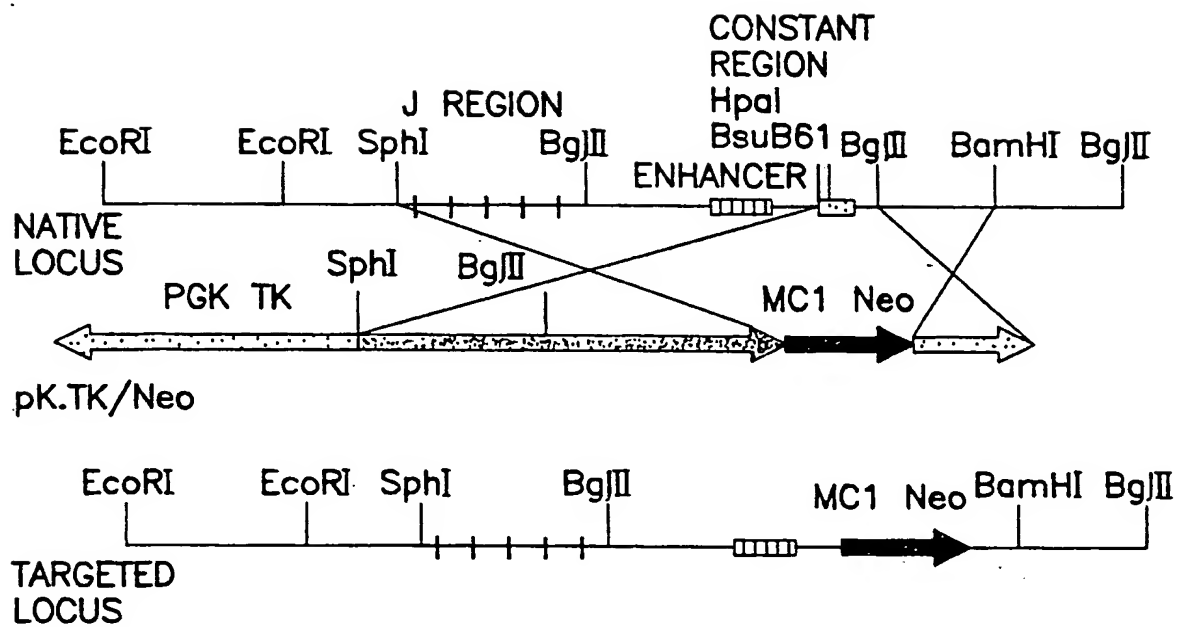 CONSTANT
REGION
HpaI
BsuB61
J REGION
EcoRI EcoRI SphI BglII ENHANCER BglII BamHI BglII
NATIVE
LOCUS
SphI BglII
PGK TK MC1 Neo
pK.TK/Neo
EcoRI EcoRI SphI BglII MC1 Neo BamHI BglII
TARGETED
LOCUS